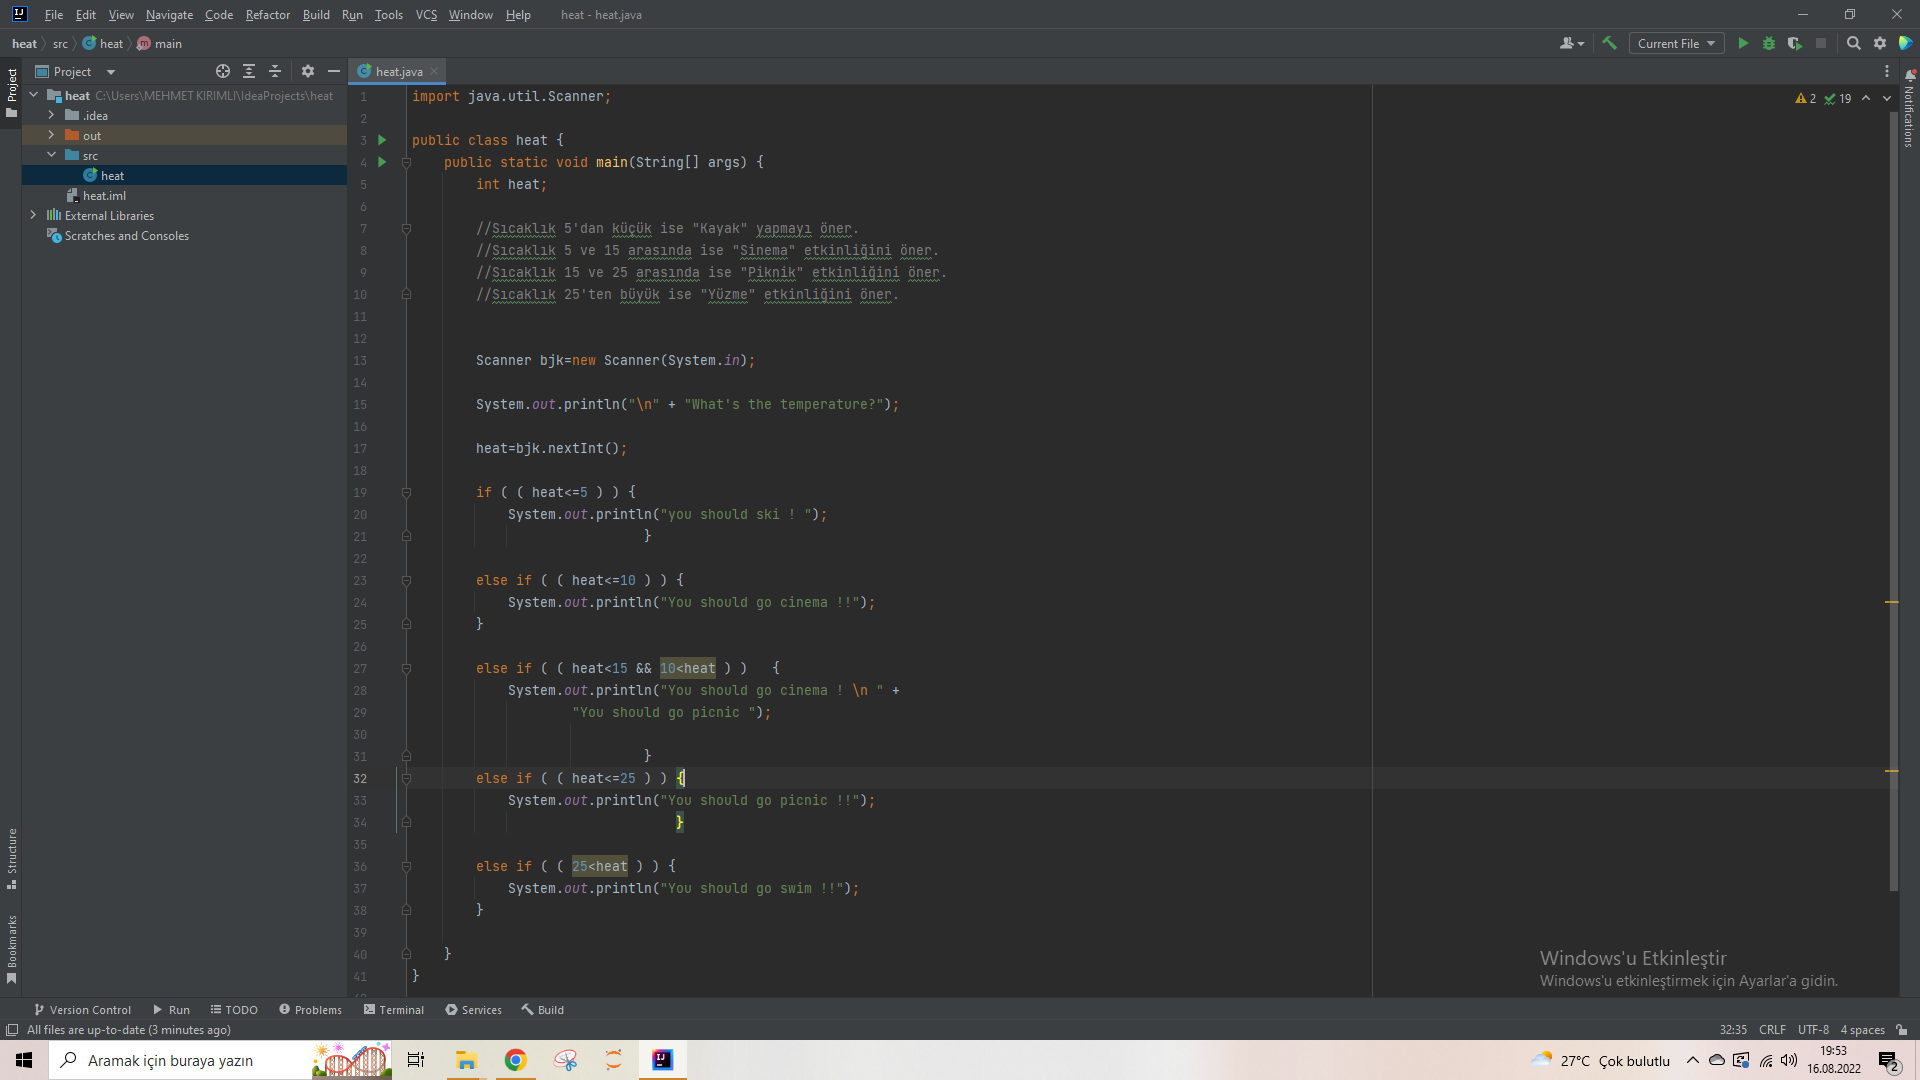 File Edit View Navigate Code Refactor Build Run Tools VCS Window Help heat - heat.java
heat src heat main Current File
Project
heat.java
heat C:\Users\MEHMET KIRIMLI\IdeaProjects\heat
.idea
out
src
heat
heat.iml
External Libraries
Scratches and Consoles
Project
Structure
Bookmarks
Notifications
2 19
1 import java.util.Scanner;
2
3 public class heat {
4 public static void main(String[] args) {
5 int heat;
6
7 //Sıcaklık 5'dan küçük ise "Kayak" yapmayı öner.
8 //Sıcaklık 5 ve 15 arasında ise "Sinema" etkinliğini öner.
9 //Sıcaklık 15 ve 25 arasında ise "Piknik" etkinliğini öner.
10 //Sıcaklık 25'ten büyük ise "Yüzme" etkinliğini öner.
11
12
13 Scanner bjk=new Scanner(System.in);
14
15 System.out.println("\n" + "What's the temperature?");
16
17 heat=bjk.nextInt();
18
19 if ( ( heat<=5 ) ) {
20 System.out.println("you should ski ! ");
21 }
22
23 else if ( ( heat<=10 ) ) {
24 System.out.println("You should go cinema !!");
25 }
26
27 else if ( ( heat<15 && 10<heat ) ) {
28 System.out.println("You should go cinema ! \n " +
29 "You should go picnic ");
30
31 }
32 else if ( ( heat<=25 ) ) {
33 System.out.println("You should go picnic !!");
34 }
35
36 else if ( ( 25<heat ) ) {
37 System.out.println("You should go swim !!");
38 }
39
40 }
41 }
Windows'u Etkinleştir
Windows'u etkinleştirmek için Ayarlar'a gidin.
Version Control Run TODO Problems Terminal Services Build
All files are up-to-date (3 minutes ago) 32:35 CRLF UTF-8 4 spaces
Aramak için buraya yazın 27°C Çok bulutlu 19:53
16.08.2022 2